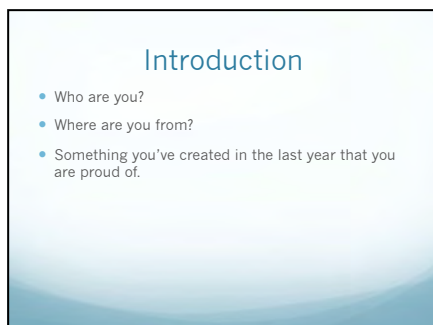 Introduction
• Who are you?
• Where are you from?
• Something you've created in the last year that you
are proud of.